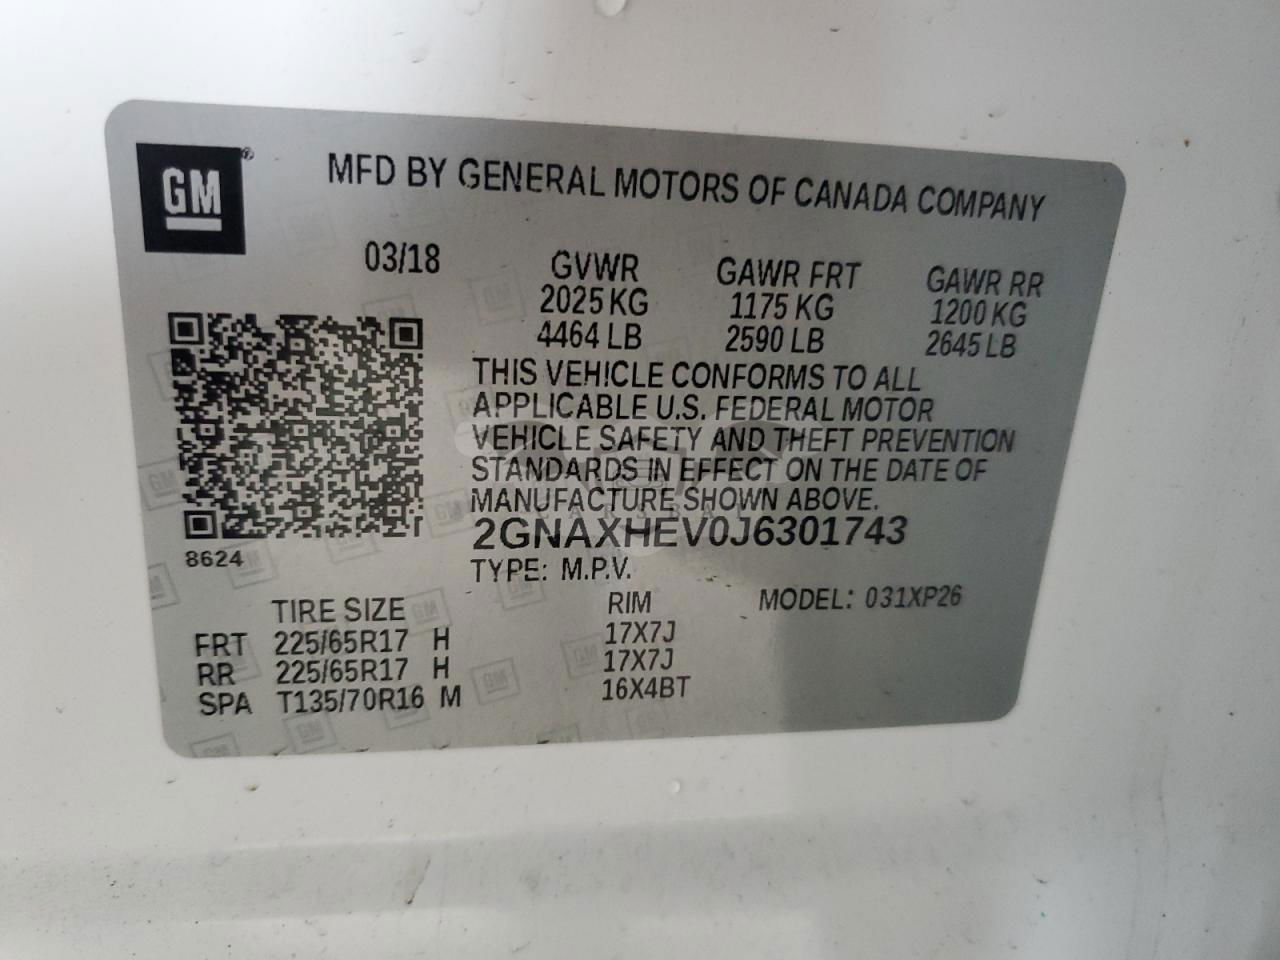 GM ®
MFD BY GENERAL MOTORS OF CANADA COMPANY
03/18
GVWR GAWR FRT GAWR RR
2025 KG 1175 KG 1200 KG
4464 LB 2590 LB 2645 LB
THIS VEHICLE CONFORMS TO ALL
APPLICABLE U.S. FEDERAL MOTOR
VEHICLE SAFETY AND THEFT PREVENTION
STANDARDS IN EFFECT ON THE DATE OF
MANUFACTURE SHOWN ABOVE.
2GNAXHEV0J6301743
8624
TYPE: M.P.V.
TIRE SIZE RIM MODEL: 031XP26
FRT 225/65R17 H 17X7J
RR 225/65R17 H 17X7J
SPA T135/70R16 M 16X4BT